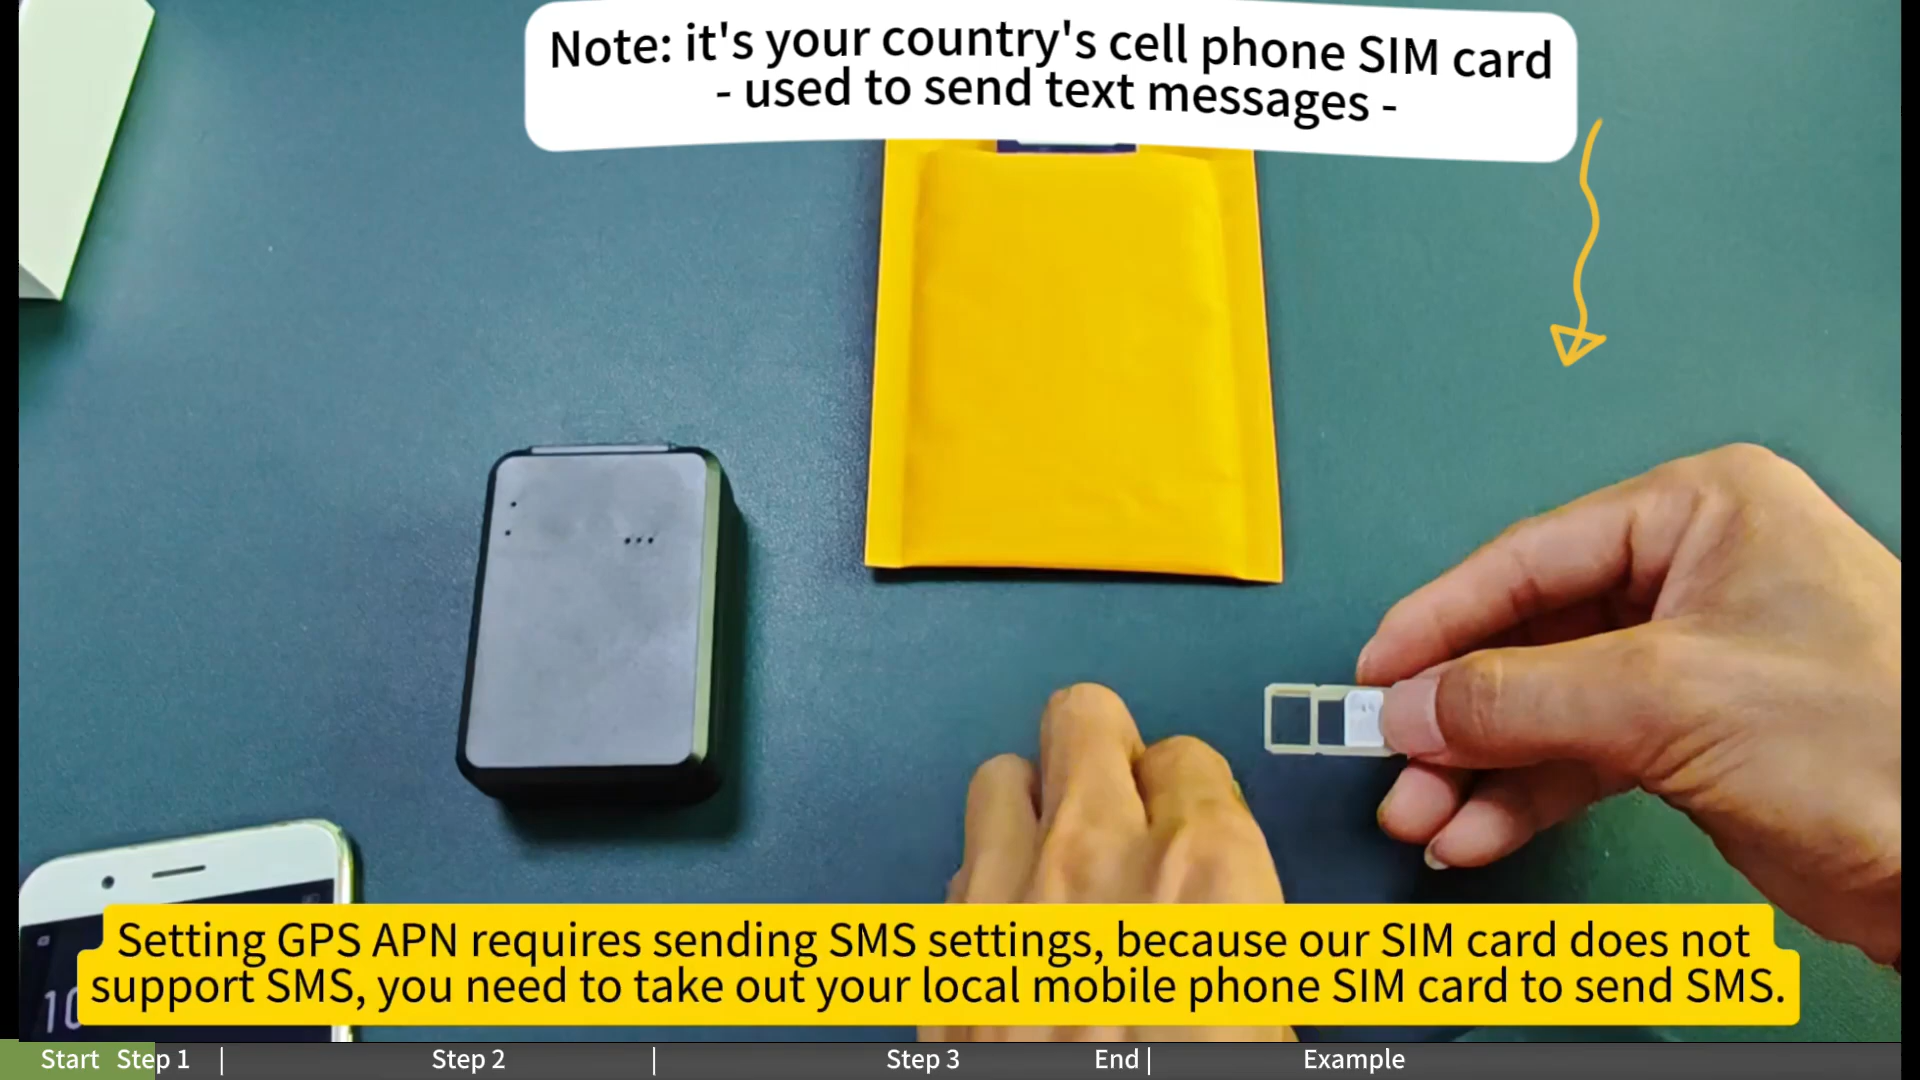 Note: it's your country's cell phone SIM card
- used to send text messages -
Setting GPS APN requires sending SMS settings, because our SIM card does not
support SMS, you need to take out your local mobile phone SIM card to send SMS.
Start Step 1 | Step 2 | Step 3 End | Example